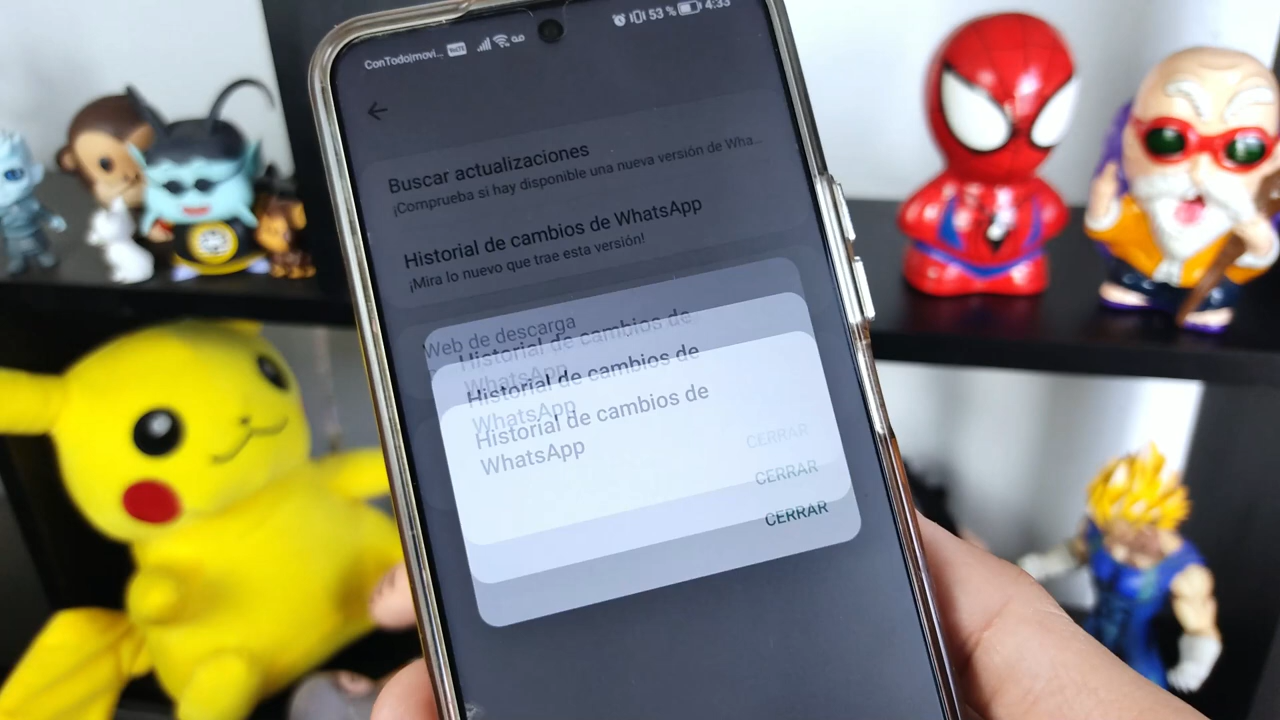 ConTodo|movi... VoLTE 53 % 4:33
Buscar actualizaciones
¡Comprueba si hay disponible una nueva versión de Wha...
Historial de cambios de WhatsApp
¡Mira lo nuevo que trae esta versión!
Web de descarga
Historial de cambios de
WhatsApp
Historial de cambios de
WhatsApp
Historial de cambios de
WhatsApp
CERRAR
CERRAR
CERRAR